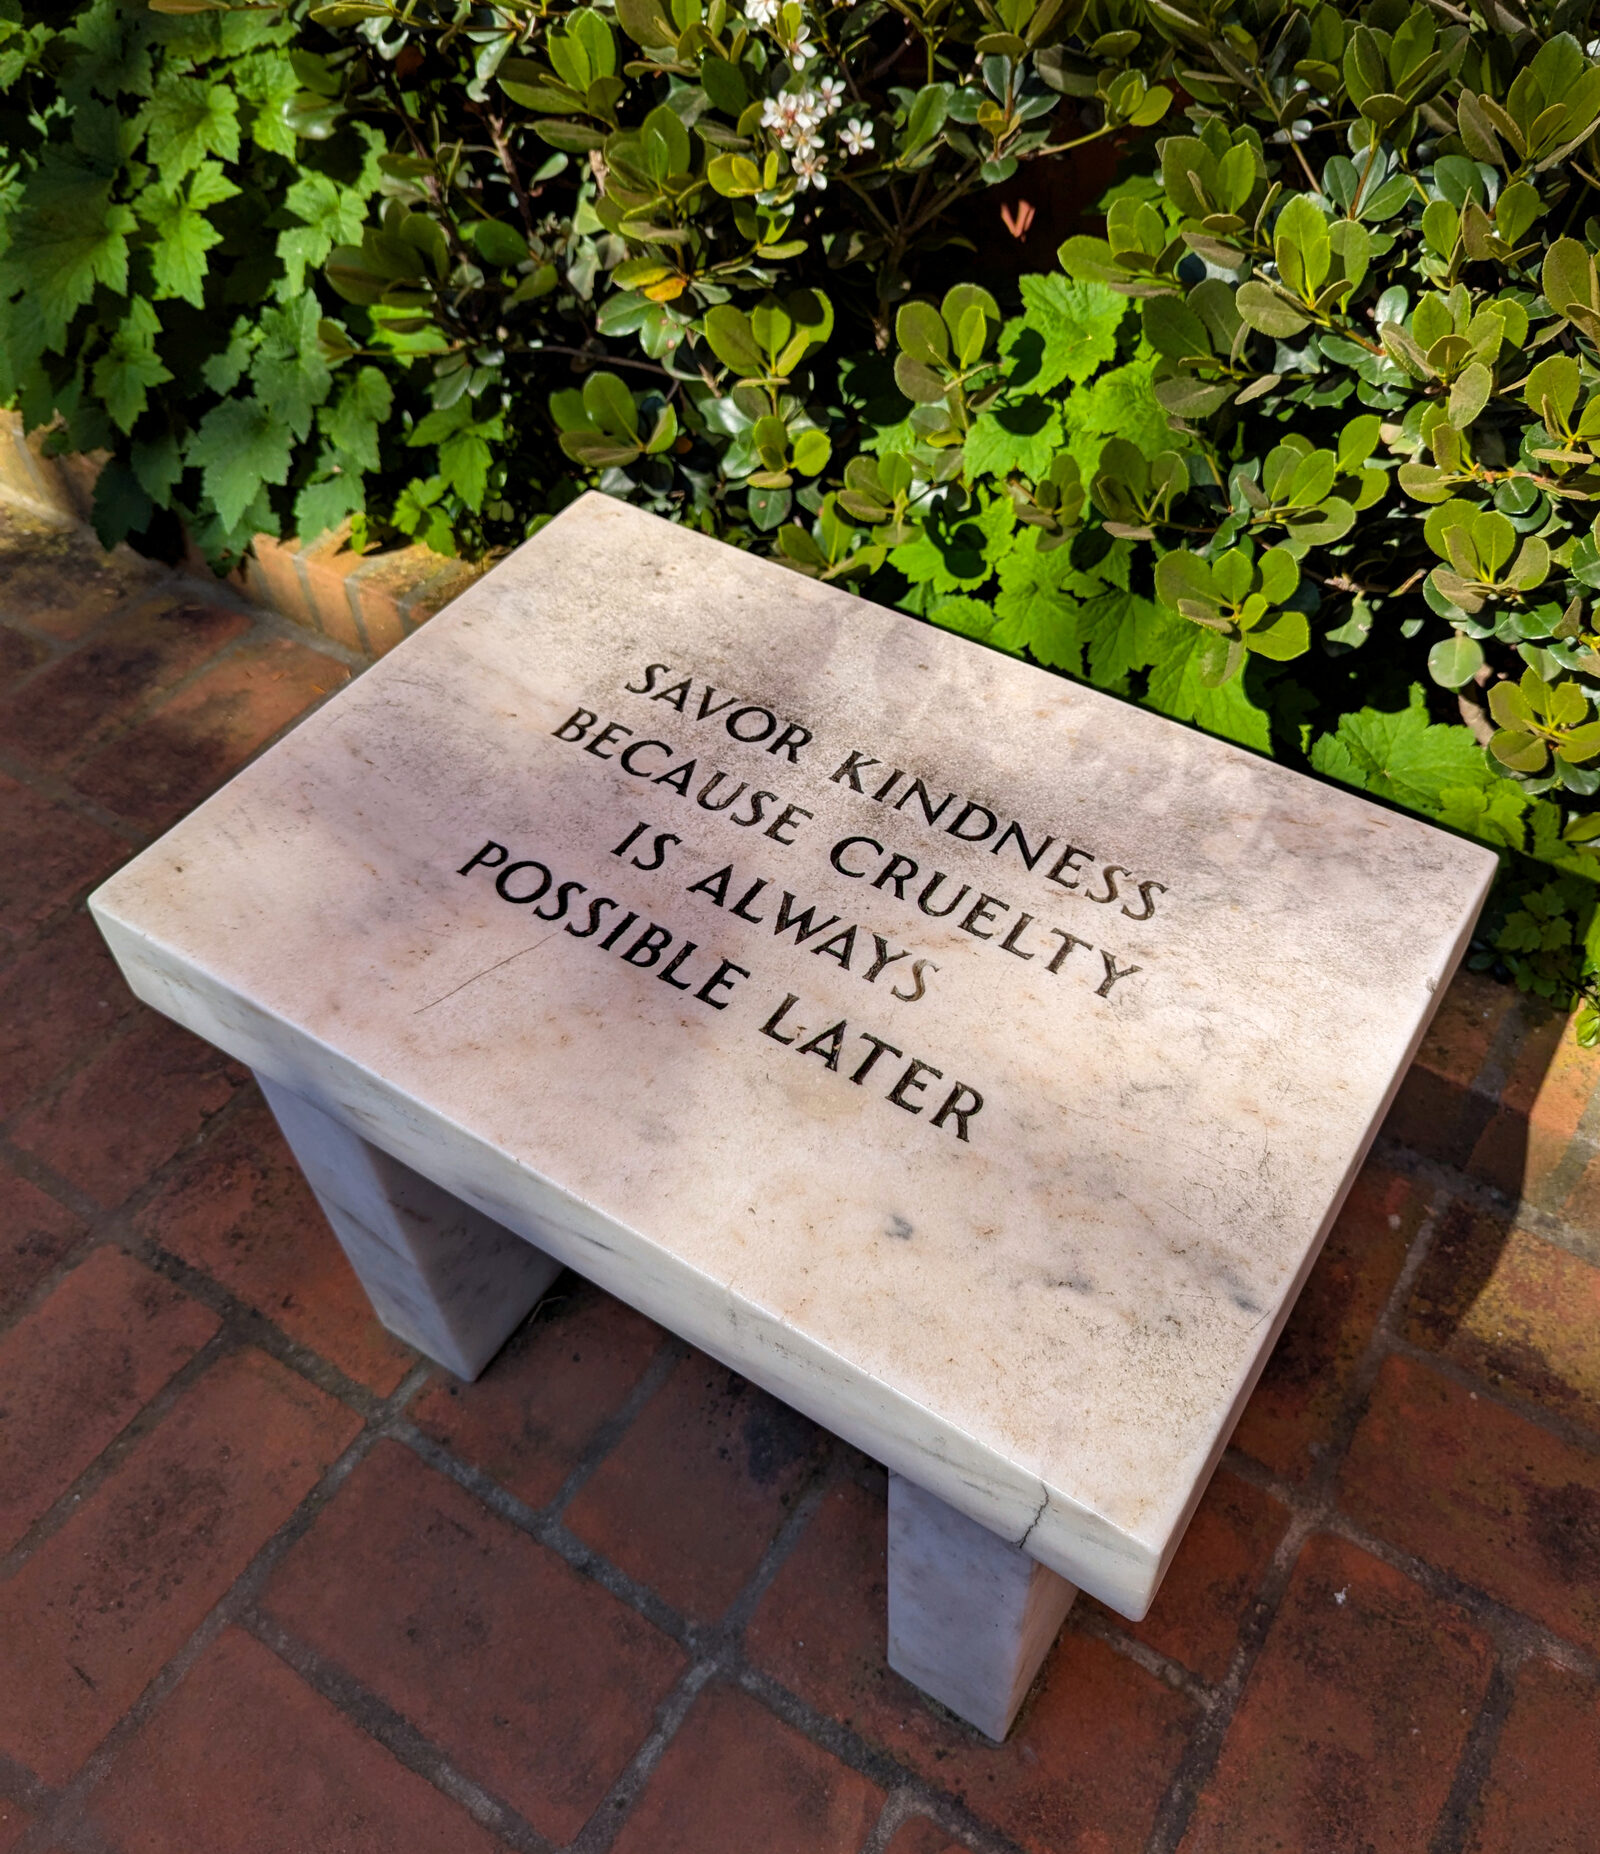 SAVOR KINDNESS
BECAUSE CRUELTY
IS ALWAYS
POSSIBLE LATER